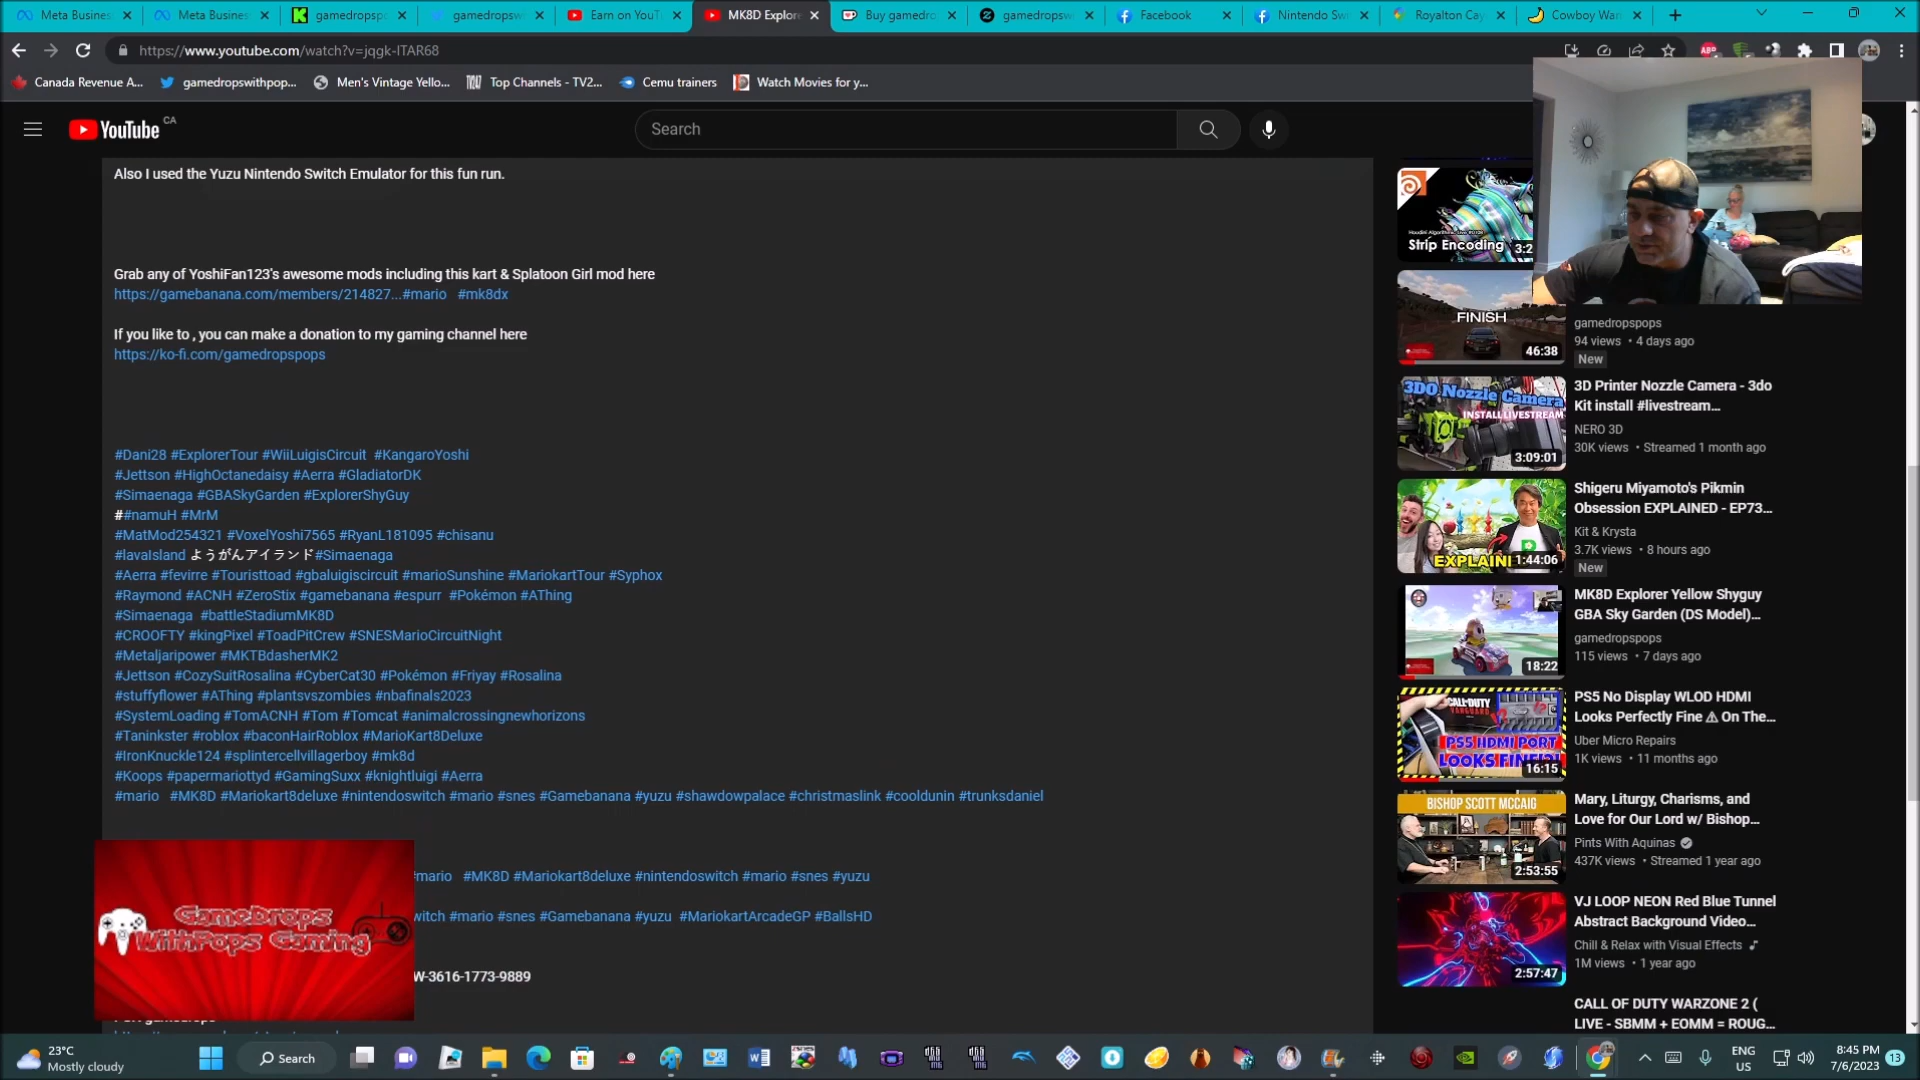 Meta Busines
Meta Busines
gamedropspo
gamedropsw
Earn on YouT
MK8D Explor
Buy gamedro
gamedropsw
Facebook
Nintendo Sw
Royalton Cay
Cowboy War
https://www.youtube.com/watch?v=jqgk-ITAR68
Canada Revenue A...
gamedropswithpop...
Men's Vintage Yello...
Top Channels - TV2...
Cemu trainers
Watch Movies for y...
YouTube CA
Search
Also I used the Yuzu Nintendo Switch Emulator for this fun run.
Grab any of YoshiFan123's awesome mods including this kart & Splatoon Girl mod here
https://gamebanana.com/members/214827...#mario #mk8dx
If you like to , you can make a donation to my gaming channel here
https://ko-fi.com/gamedropspops
#Dani28 #ExplorerTour #WiiLuigisCircuit #KangaroYoshi
#Jettson #HighOctanedaisy #Aerra #GladiatorDK
#Simaenaga #GBASkyGarden #ExplorerShyGuy
##namuH #MrM
#MatMod254321 #VoxelYoshi7565 #RyanL181095 #chisanu
#lavaIsland ようがんアイランド#Simaenaga
#Aerra #fevirre #Touristtoad #gbaluigiscircuit #marioSunshine #MariokartTour #Syphox
#Raymond #ACNH #ZeroStix #gamebanana #espurr #Pokémon #AThing
#Simaenaga #battleStadiumMK8D
#CROOFTY #kingPixel #ToadPitCrew #SNESMarioCircuitNight
#Metaljaripower #MKTBdasherMK2
#Jettson #CozySuitRosalina #CyberCat30 #Pokémon #Friyay #Rosalina
#stuffyflower #AThing #plantsvszombies #nbafinals2023
#SystemLoading #TomACNH #Tom #Tomcat #animalcrossingnewhorizons
#Taninkster #roblox #baconHairRoblox #MarioKart8Deluxe
#IronKnuckle124 #splintercellvillagerboy #mk8d
#Koops #papermariottyd #GamingSuxx #knightluigi #Aerra
#mario #MK8D #Mariokart8deluxe #nintendoswitch #mario #snes #Gamebanana #yuzu #shawdowpalace #christmaslink #cooldunin #trunksdaniel
#mario #MK8D #Mariokart8deluxe #nintendoswitch #mario #snes #yuzu
witch #mario #snes #Gamebanana #yuzu #MariokartArcadeGP #BallsHD
W-3616-1773-9889
GameDrops
WithPops Gaming
Strip Encoding
3:2
FINISH
46:38
gamedropspops
94 views • 4 days ago
New
3DO Nozzle Camera
INSTALL LIVESTREAM
3:09:01
3D Printer Nozzle Camera - 3do
Kit install #livestream...
NERO 3D
30K views • Streamed 1 month ago
EXPLAIN
1:44:06
Shigeru Miyamoto's Pikmin
Obsession EXPLAINED - EP73...
Kit & Krysta
3.7K views • 8 hours ago
New
18:22
MK8D Explorer Yellow Shyguy
GBA Sky Garden (DS Model)...
gamedropspops
115 views • 7 days ago
CALL OF DUTY
VANGUARD
PS5 HDMI PORT
LOOKS FINE!?!
16:15
PS5 No Display WLOD HDMI
Looks Perfectly Fine ⚠ On The...
Uber Micro Repairs
1K views • 11 months ago
BISHOP SCOTT MCCAIG
2:53:55
Mary, Liturgy, Charisms, and
Love for Our Lord w/ Bishop...
Pints With Aquinas
437K views • Streamed 1 year ago
2:57:47
VJ LOOP NEON Red Blue Tunnel
Abstract Background Video...
Chill & Relax with Visual Effects
1M views • 1 year ago
CALL OF DUTY WARZONE 2 (
LIVE - SBMM + EOMM = ROUG...
23°C
Mostly cloudy
Search
ENG
US
8:45 PM
7/6/2023
13